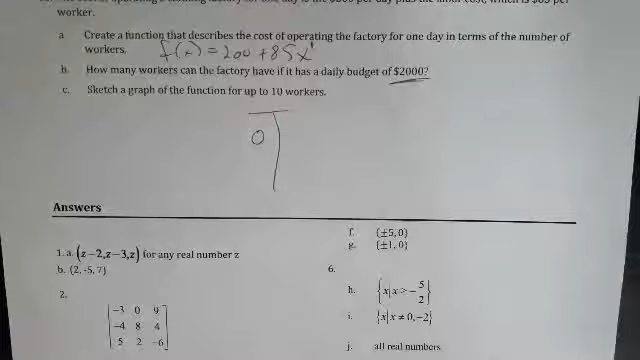 worker.
a Create a function that describes the cost of operating the factory for one day in terms of the number of
workers. f(x) = 200 + 85x
b. How many workers can the factory have if it has a daily budget of $2000?
c. Sketch a graph of the function for up to 10 workers.
0
Answers
1. a. (z−2,z−3,z) for any real number z
b. (2, -5, 7)
2.
−3 0 9
−4 8 4
5 2 −6
f. {±5, 0}
g. {±1, 0}
6.
h. {x|x > −5/2}
i. {x|x ≠ 0, −2}
j. all real numbers